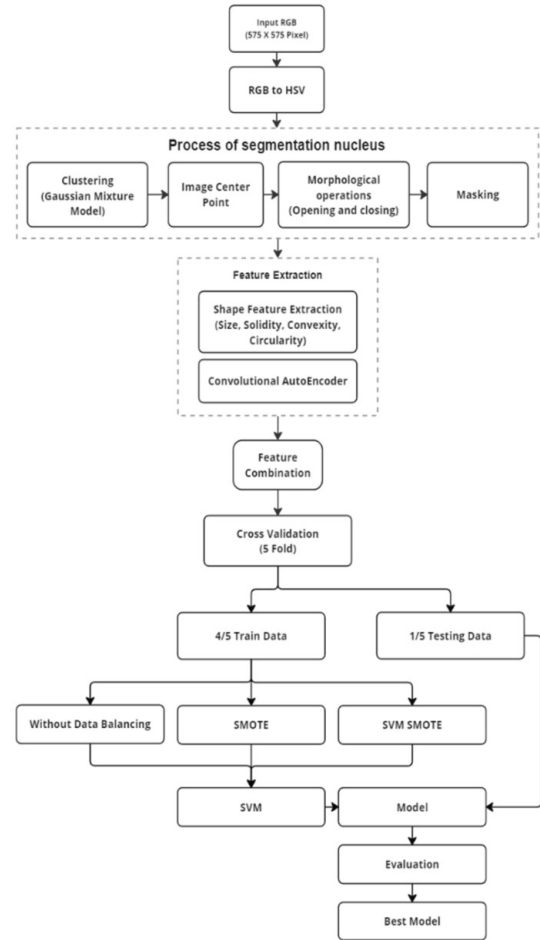 Input RGB
(575 X 575 Pixel)
RGB to HSV
Process of segmentation nucleus
Clustering
(Gaussian Mixture
Model)
Image Center
Point
Morphological
operations
(Opening and closing)
Masking
Feature Extraction
Shape Feature Extraction
(Size, Solidity, Convexity,
Circularity)
Convolutional AutoEncoder
Feature
Combination
Cross Validation
(5 Fold)
4/5 Train Data
1/5 Testing Data
Without Data Balancing
SMOTE
SVM SMOTE
SVM
Model
Evaluation
Best Model